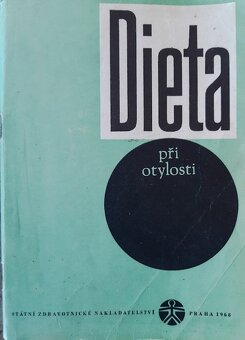 Dieta
při
otylosti
STÁTNÍ ZDRAVOTNICKÉ NAKLADATELSTVÍ PRAHA 1966